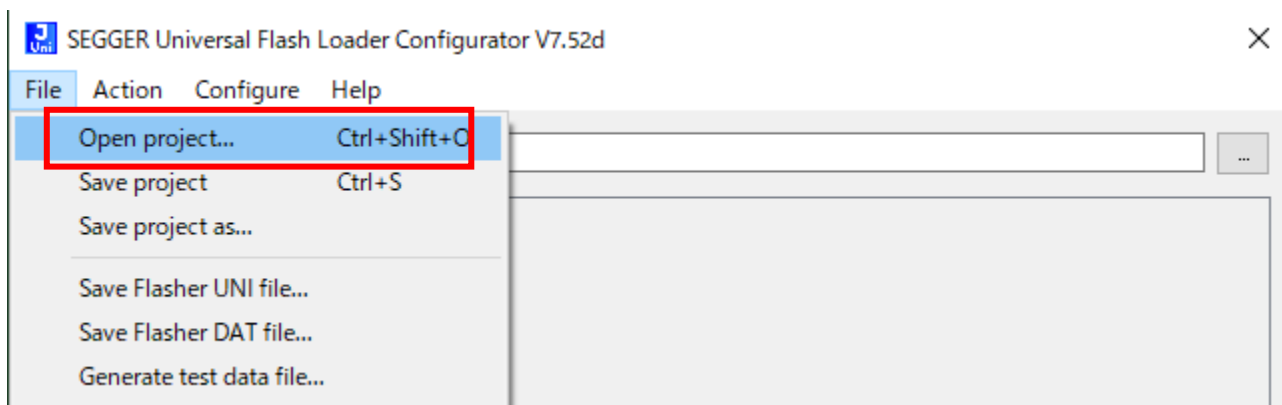 J
Uni
SEGGER Universal Flash Loader Configurator V7.52d
File Action Configure Help
Open project... Ctrl+Shift+O
...
Save project Ctrl+S
Save project as...
Save Flasher UNI file...
Save Flasher DAT file...
Generate test data file...